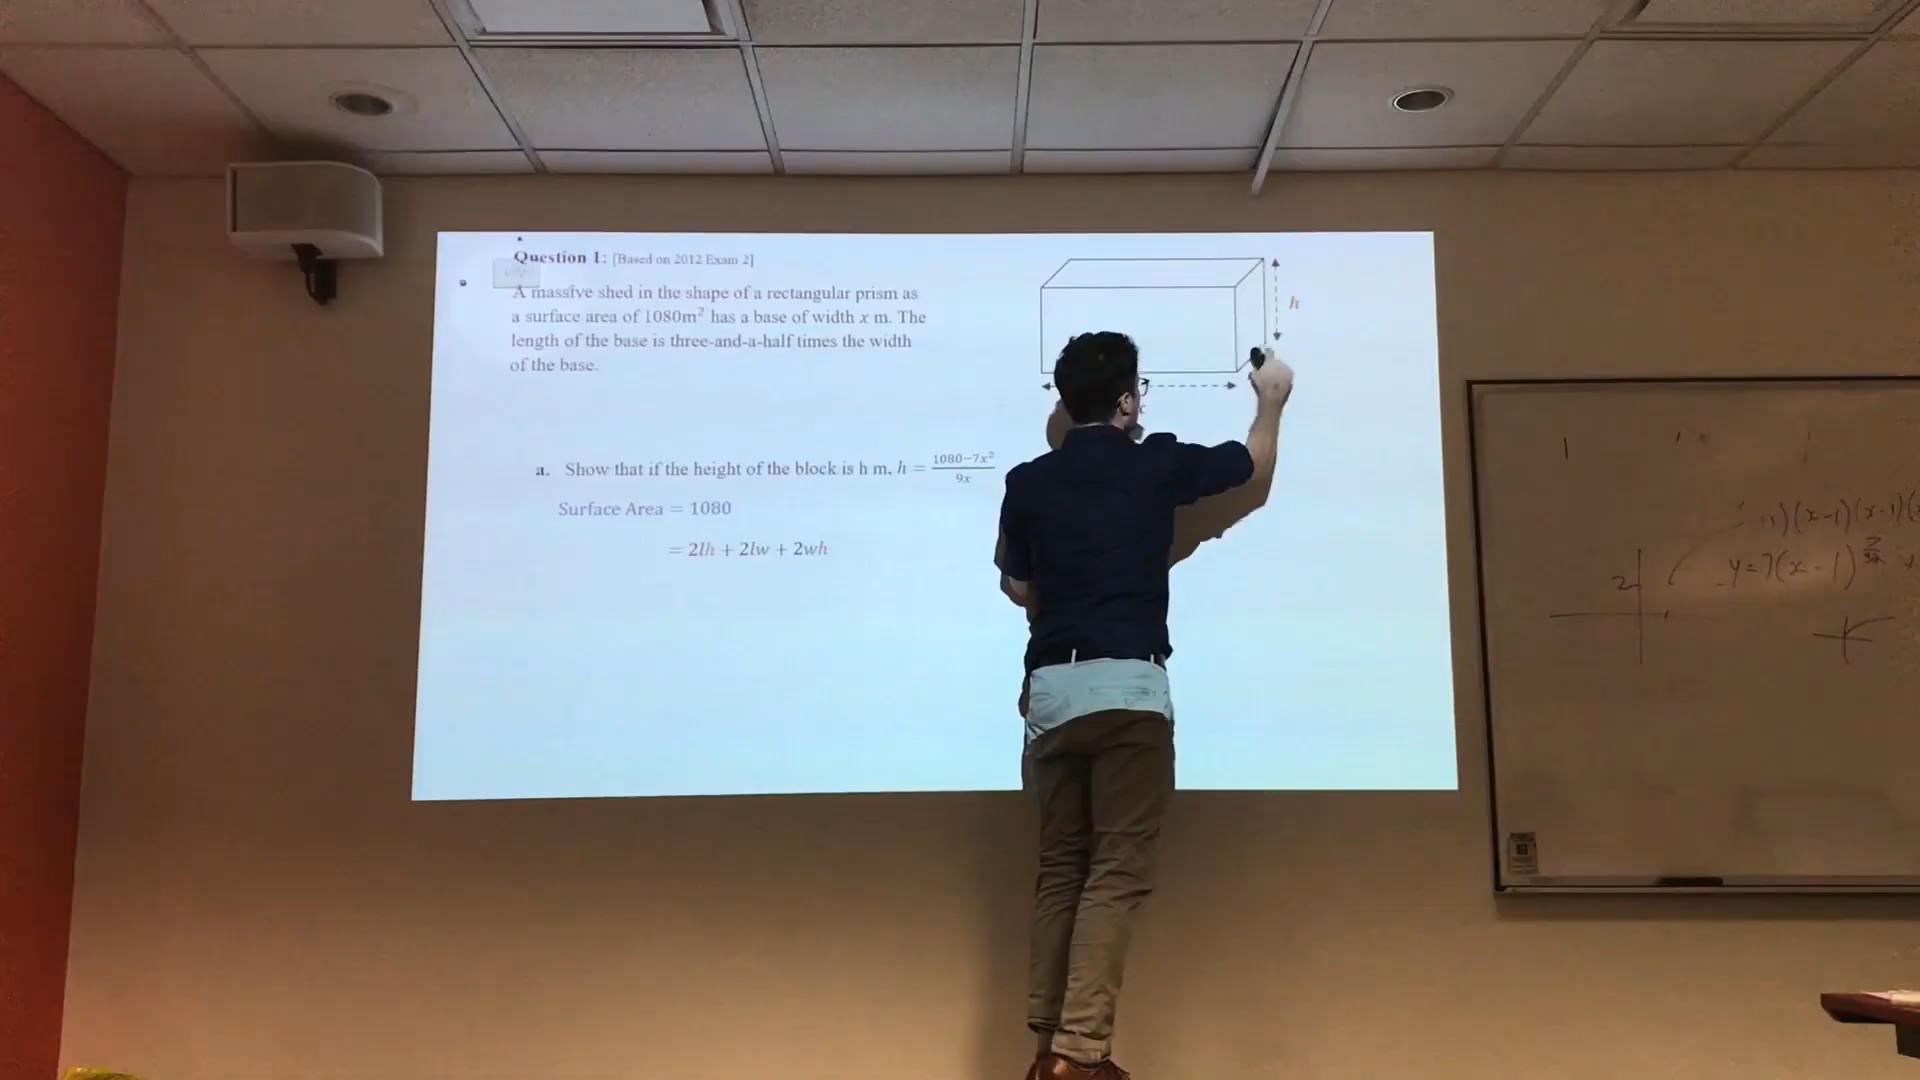 Question 1: [Based on 2012 Exam 2]
A massive shed in the shape of a rectangular prism as
a surface area of 1080m² has a base of width x m. The
length of the base is three-and-a-half times the width
of the base.
h
a. Show that if the height of the block is h m, h = \frac{1080-7x²}{9x}
Surface Area = 1080
= 2lh + 2lw + 2wh
(x-1)(x-1)(
2
y=7(x-1)